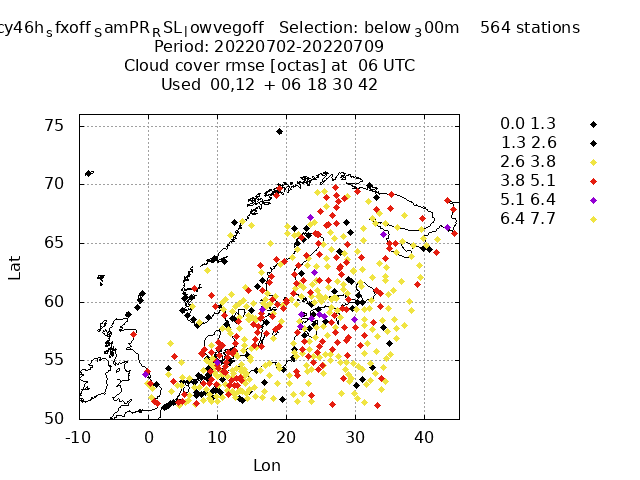 cy46h_sfxoff_SamPR_RSL_lowvegoff Selection: below_300m 564 stations
Period: 20220702-20220709
Cloud cover rmse [octas] at 06 UTC
Used 00,12 + 06 18 30 42
75
70
65
60
55
50
-10 0 10 20 30 40
Lat
Lon
0.0 1.3
1.3 2.6
2.6 3.8
3.8 5.1
5.1 6.4
6.4 7.7